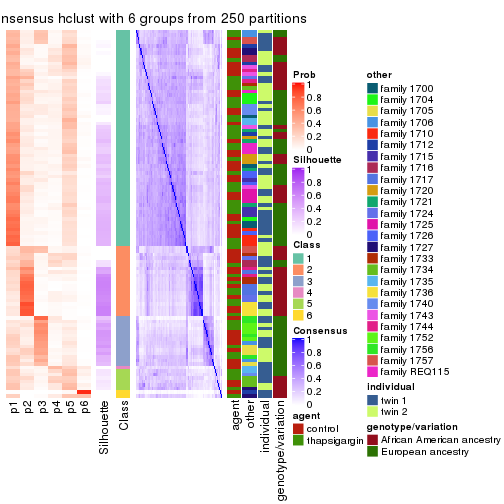 nsensus hclust with 6 groups from 250 partitions
p1
p2
p3
p4
p5
p6
Silhouette
Class
agent
other
individual
genotype/variation
Prob
1
0.8
0.6
0.4
0.2
0
Silhouette
1
0.8
0.6
0.4
0.2
0
Class
1
2
3
4
5
6
Consensus
1
0.8
0.6
0.4
0.2
0
agent
control
thapsigargin
other
family 1700
family 1704
family 1705
family 1706
family 1710
family 1712
family 1715
family 1716
family 1717
family 1720
family 1721
family 1724
family 1725
family 1726
family 1727
family 1733
family 1734
family 1735
family 1736
family 1740
family 1743
family 1744
family 1752
family 1756
family 1757
family REQ115
individual
twin 1
twin 2
genotype/variation
African American ancestry
European ancestry